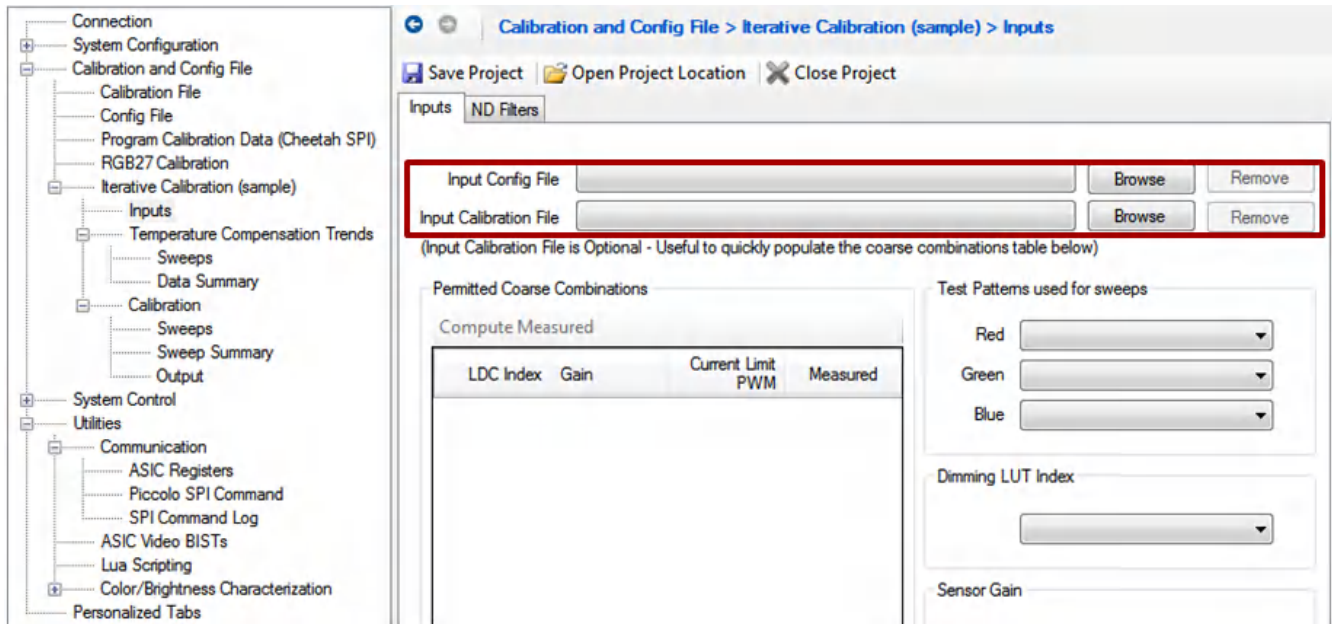 Connection
System Configuration
Calibration and Config File
Calibration File
Config File
Program Calibration Data (Cheetah SPI)
RGB27 Calibration
Iterative Calibration (sample)
Inputs
Temperature Compensation Trends
Sweeps
Data Summary
Calibration
Sweeps
Sweep Summary
Output
System Control
Utilities
Communication
ASIC Registers
Piccolo SPI Command
SPI Command Log
ASIC Video BISTs
Lua Scripting
Color/Brightness Characterization
Personalized Tabs
Calibration and Config File > Iterative Calibration (sample) > Inputs
Save Project Open Project Location Close Project
Inputs ND Filters
Input Config File Browse Remove
Input Calibration File Browse Remove
(Input Calibration File is Optional - Useful to quickly populate the coarse combinations table below)
Permitted Coarse Combinations
Compute Measured
LDC Index Gain Current Limit PWM Measured
Test Patterns used for sweeps
Red
Green
Blue
Dimming LUT Index
Sensor Gain